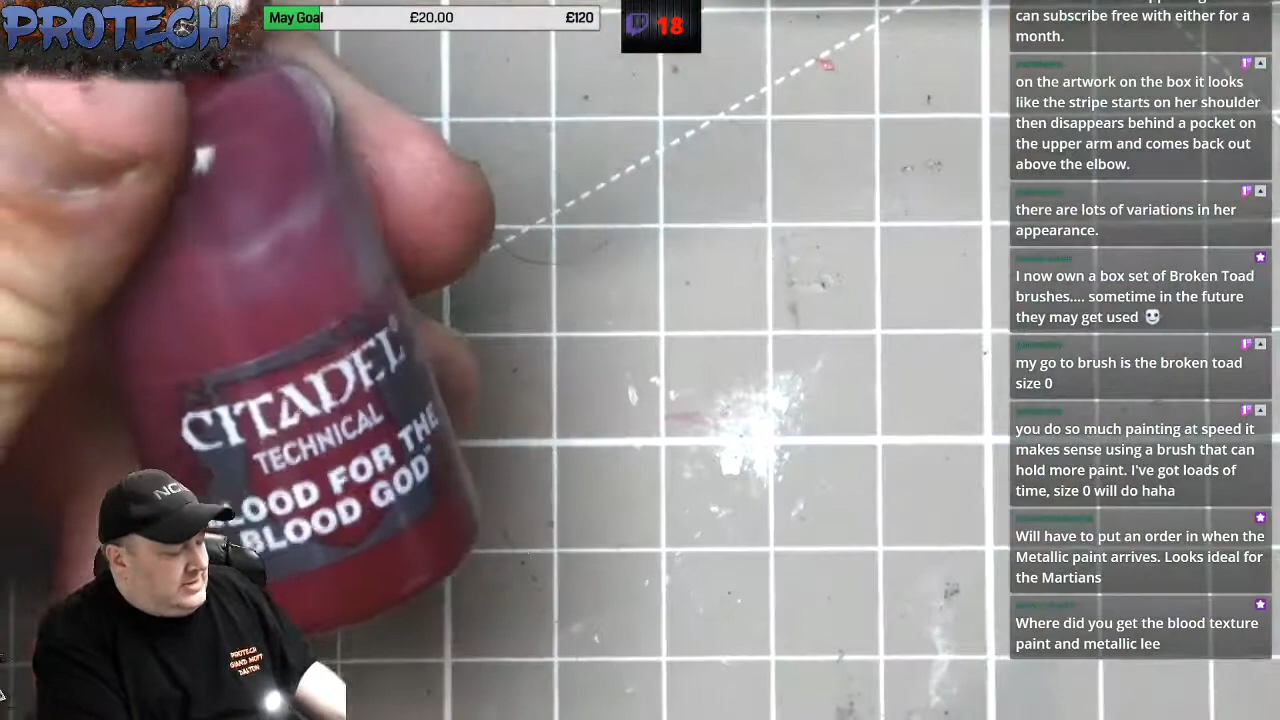 PROTECH
May Goal £20.00 £120
18
can subscribe free with either for a
month.
on the artwork on the box it looks
like the stripe starts on her shoulder
then disappears behind a pocket on
the upper arm and comes back out
above the elbow.
there are lots of variations in her
appearance.
I now own a box set of Broken Toad
brushes.... sometime in the future
they may get used
my go to brush is the broken toad
size 0
you do so much painting at speed it
makes sense using a brush that can
hold more paint. I've got loads of
time, size 0 will do haha
Will have to put an order in when the
Metallic paint arrives. Looks ideal for
the Martians
Where did you get the blood texture
paint and metallic lee
CITADEL
TECHNICAL
BLOOD FOR THE
BLOOD GOD™
PROTECH
GRAND MOFF
DALTON